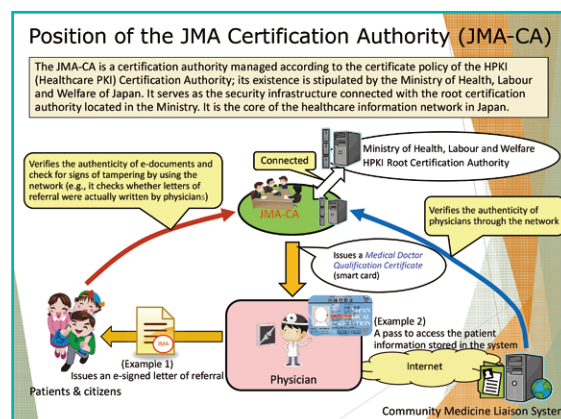 Position of the JMA Certification Authority (JMA-CA)
The JMA-CA is a certification authority managed according to the certificate policy of the HPKI
(Healthcare PKI) Certification Authority; its existence is stipulated by the Ministry of Health, Labour
and Welfare of Japan. It serves as the security infrastructure connected with the root certification
authority located in the Ministry. It is the core of the healthcare information network in Japan.
Verifies the authenticity of e-documents and
check for signs of tampering by using the
network (e.g., it checks whether letters of
referral were actually written by physicians)
Connected
Ministry of Health, Labour and Welfare
HPKI Root Certification Authority
JMA-CA
Verifies the authenticity of
physicians through the network
Issues a Medical Doctor
Qualification Certificate
(smart card)
JMA
(Example 1)
Issues an e-signed letter of referral
Patients & citizens
Physician
(Example 2)
A pass to access the patient
information stored in the system
Internet
Community Medicine Liaison System